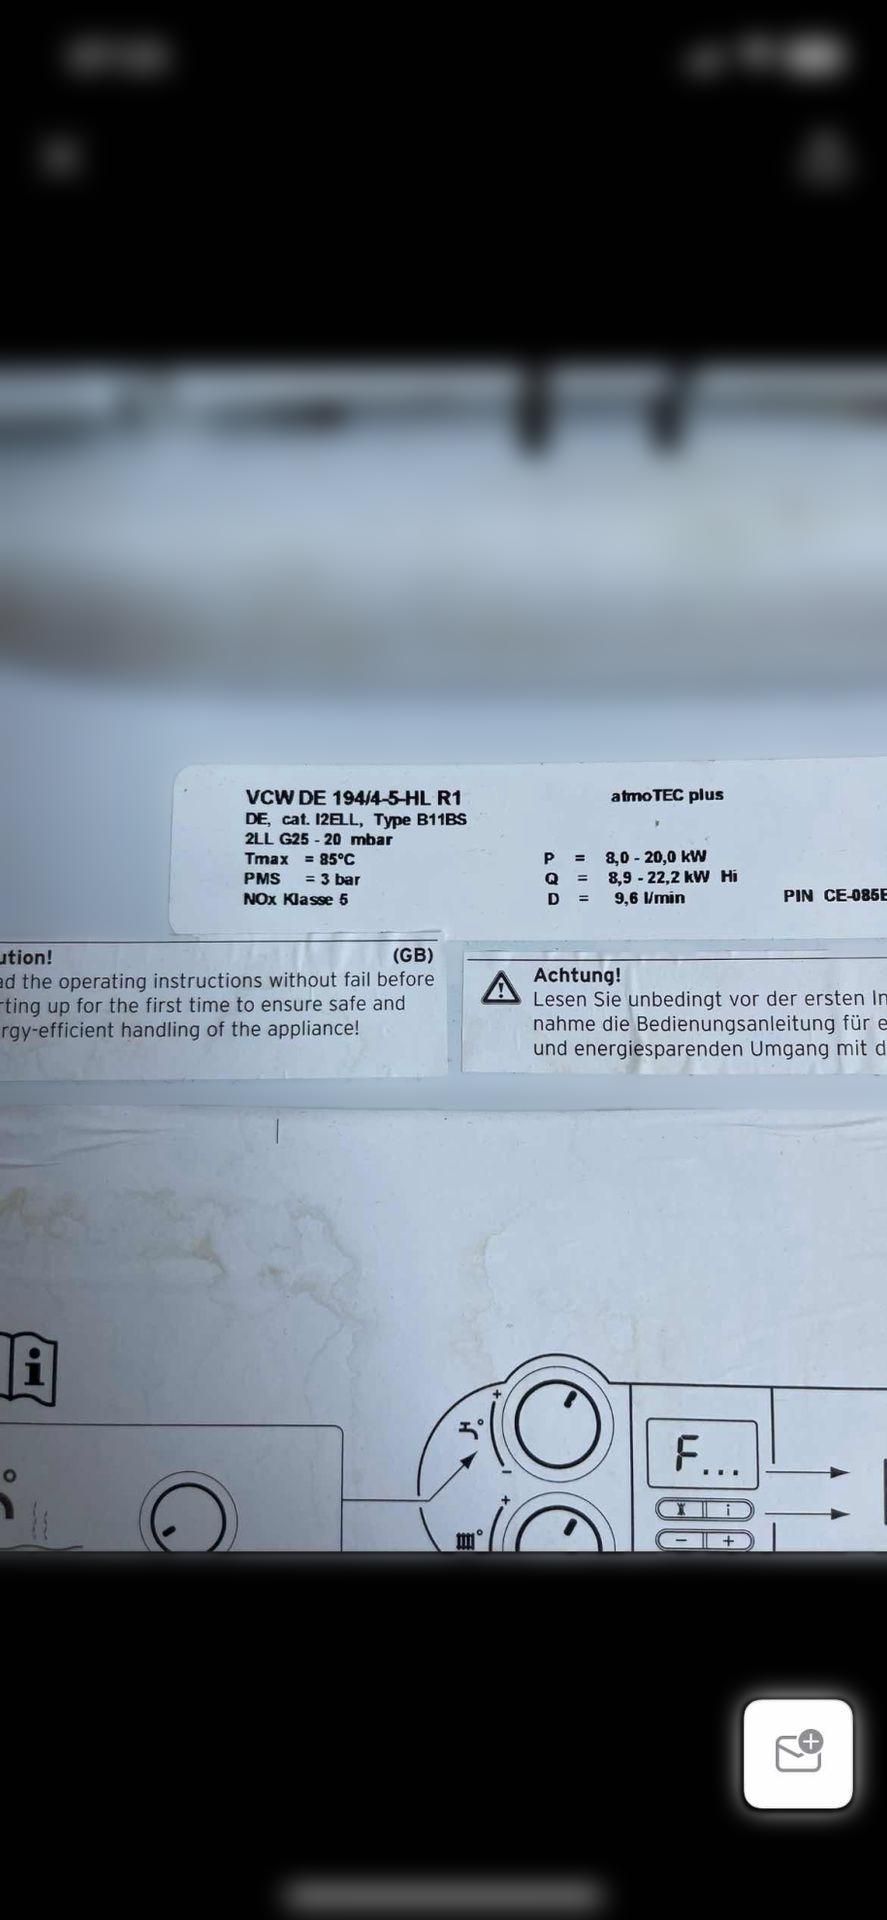 VCW DE 194/4-5-HL R1
atmoTEC plus
DE, cat. I2ELL, Type B11BS
2LL G25 - 20 mbar
Tmax = 85°C
PMS = 3 bar
NOx Klasse 5
P = 8,0 - 20,0 kW
Q = 8,9 - 22,2 kW Hi
D = 9,6 l/min
PIN CE-085
ution! (GB)
ad the operating instructions without fail before
rting up for the first time to ensure safe and
rgy-efficient handling of the appliance!
Achtung!
Lesen Sie unbedingt vor der ersten In
nahme die Bedienungsanleitung für e
und energiesparenden Umgang mit d
i
+
-
+
F...
i
- +